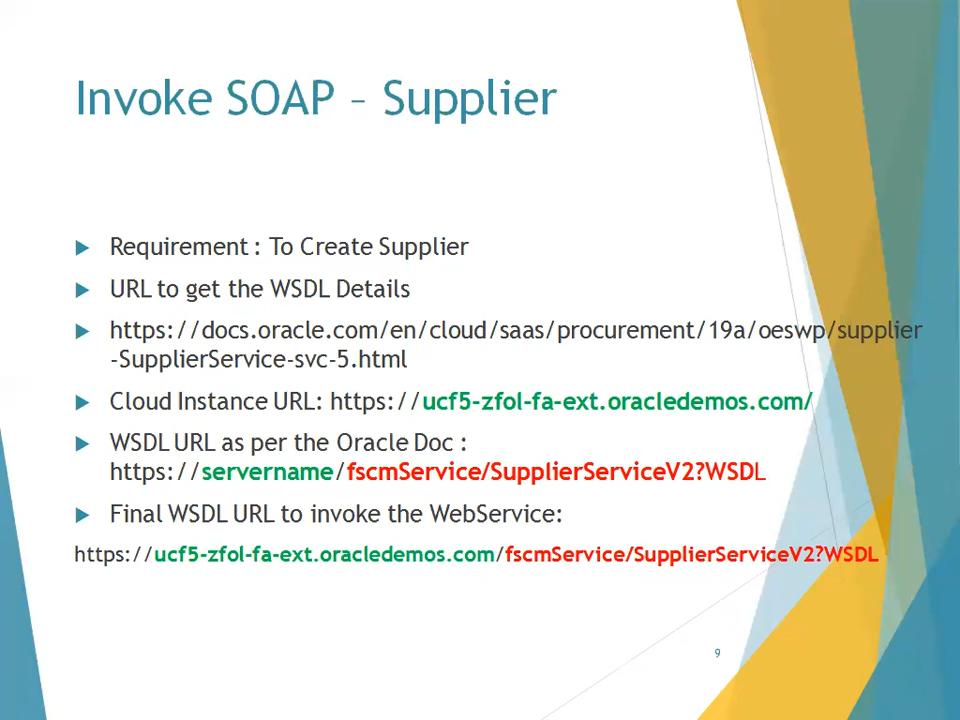 Invoke SOAP – Supplier
Requirement : To Create Supplier
URL to get the WSDL Details
https://docs.oracle.com/en/cloud/saas/procurement/19a/oeswp/supplier
-SupplierService-svc-5.html
Cloud Instance URL: https://ucf5-zfol-fa-ext.oracledemos.com/
WSDL URL as per the Oracle Doc :
https://servername/fscmService/SupplierServiceV2?WSDL
Final WSDL URL to invoke the WebService:
https://ucf5-zfol-fa-ext.oracledemos.com/fscmService/SupplierServiceV2?WSDL
9